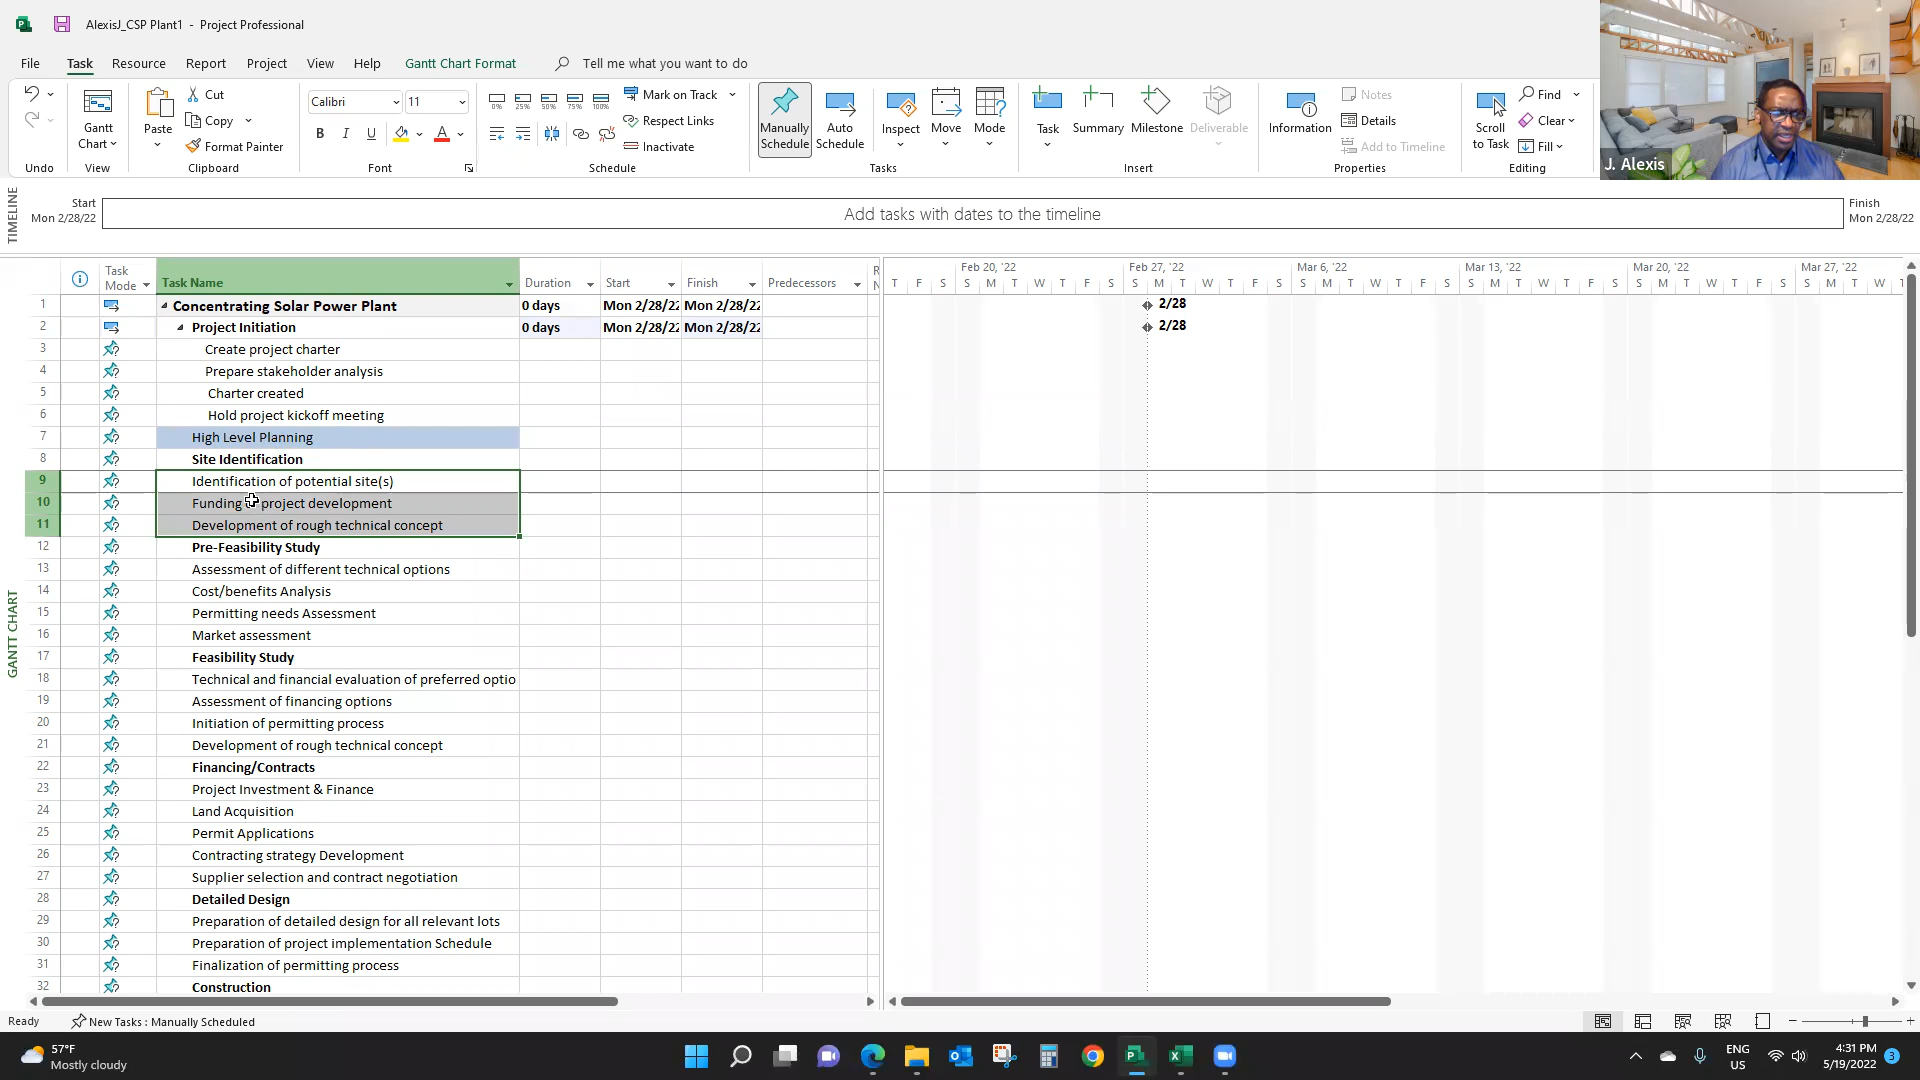 AlexisJ_CSP Plant1 - Project Professional
File Task Resource Report Project View Help Gantt Chart Format Tell me what you want to do
Undo
Gantt Chart
View
Paste
Cut
Copy
Format Painter
Clipboard
Calibri 11
B I U A
Font
0% 25% 50% 75% 100%
Mark on Track
Respect Links
Inactivate
Schedule
Manually Schedule
Auto Schedule
Inspect
Move
Mode
Tasks
Task
Summary
Milestone
Deliverable
Insert
Information
Notes
Details
Add to Timeline
Properties
Scroll to Task
Find
Clear
Fill
Editing
J. Alexis
TIMELINE
Start
Mon 2/28/22
Add tasks with dates to the timeline
Finish
Mon 2/28/22
GANTT CHART
Task Mode Task Name Duration Start Finish Predecessors R N
Feb 20, '22 Feb 27, '22 Mar 6, '22 Mar 13, '22 Mar 20, '22 Mar 27, '22
T F S S M T W T F S S M T W T F S S M T W T F S S M T W T F S S M T W T F S S M T W T
1 Concentrating Solar Power Plant 0 days Mon 2/28/22 Mon 2/28/22 2/28
2 Project Initiation 0 days Mon 2/28/22 Mon 2/28/22 2/28
3 Create project charter
4 Prepare stakeholder analysis
5 Charter created
6 Hold project kickoff meeting
7 High Level Planning
8 Site Identification
9 Identification of potential site(s)
10 Funding project development
11 Development of rough technical concept
12 Pre-Feasibility Study
13 Assessment of different technical options
14 Cost/benefits Analysis
15 Permitting needs Assessment
16 Market assessment
17 Feasibility Study
18 Technical and financial evaluation of preferred optio
19 Assessment of financing options
20 Initiation of permitting process
21 Development of rough technical concept
22 Financing/Contracts
23 Project Investment & Finance
24 Land Acquisition
25 Permit Applications
26 Contracting strategy Development
27 Supplier selection and contract negotiation
28 Detailed Design
29 Preparation of detailed design for all relevant lots
30 Preparation of project implementation Schedule
31 Finalization of permitting process
32 Construction
Ready New Tasks : Manually Scheduled
57°F
Mostly cloudy
ENG
US
4:31 PM
5/19/2022
3